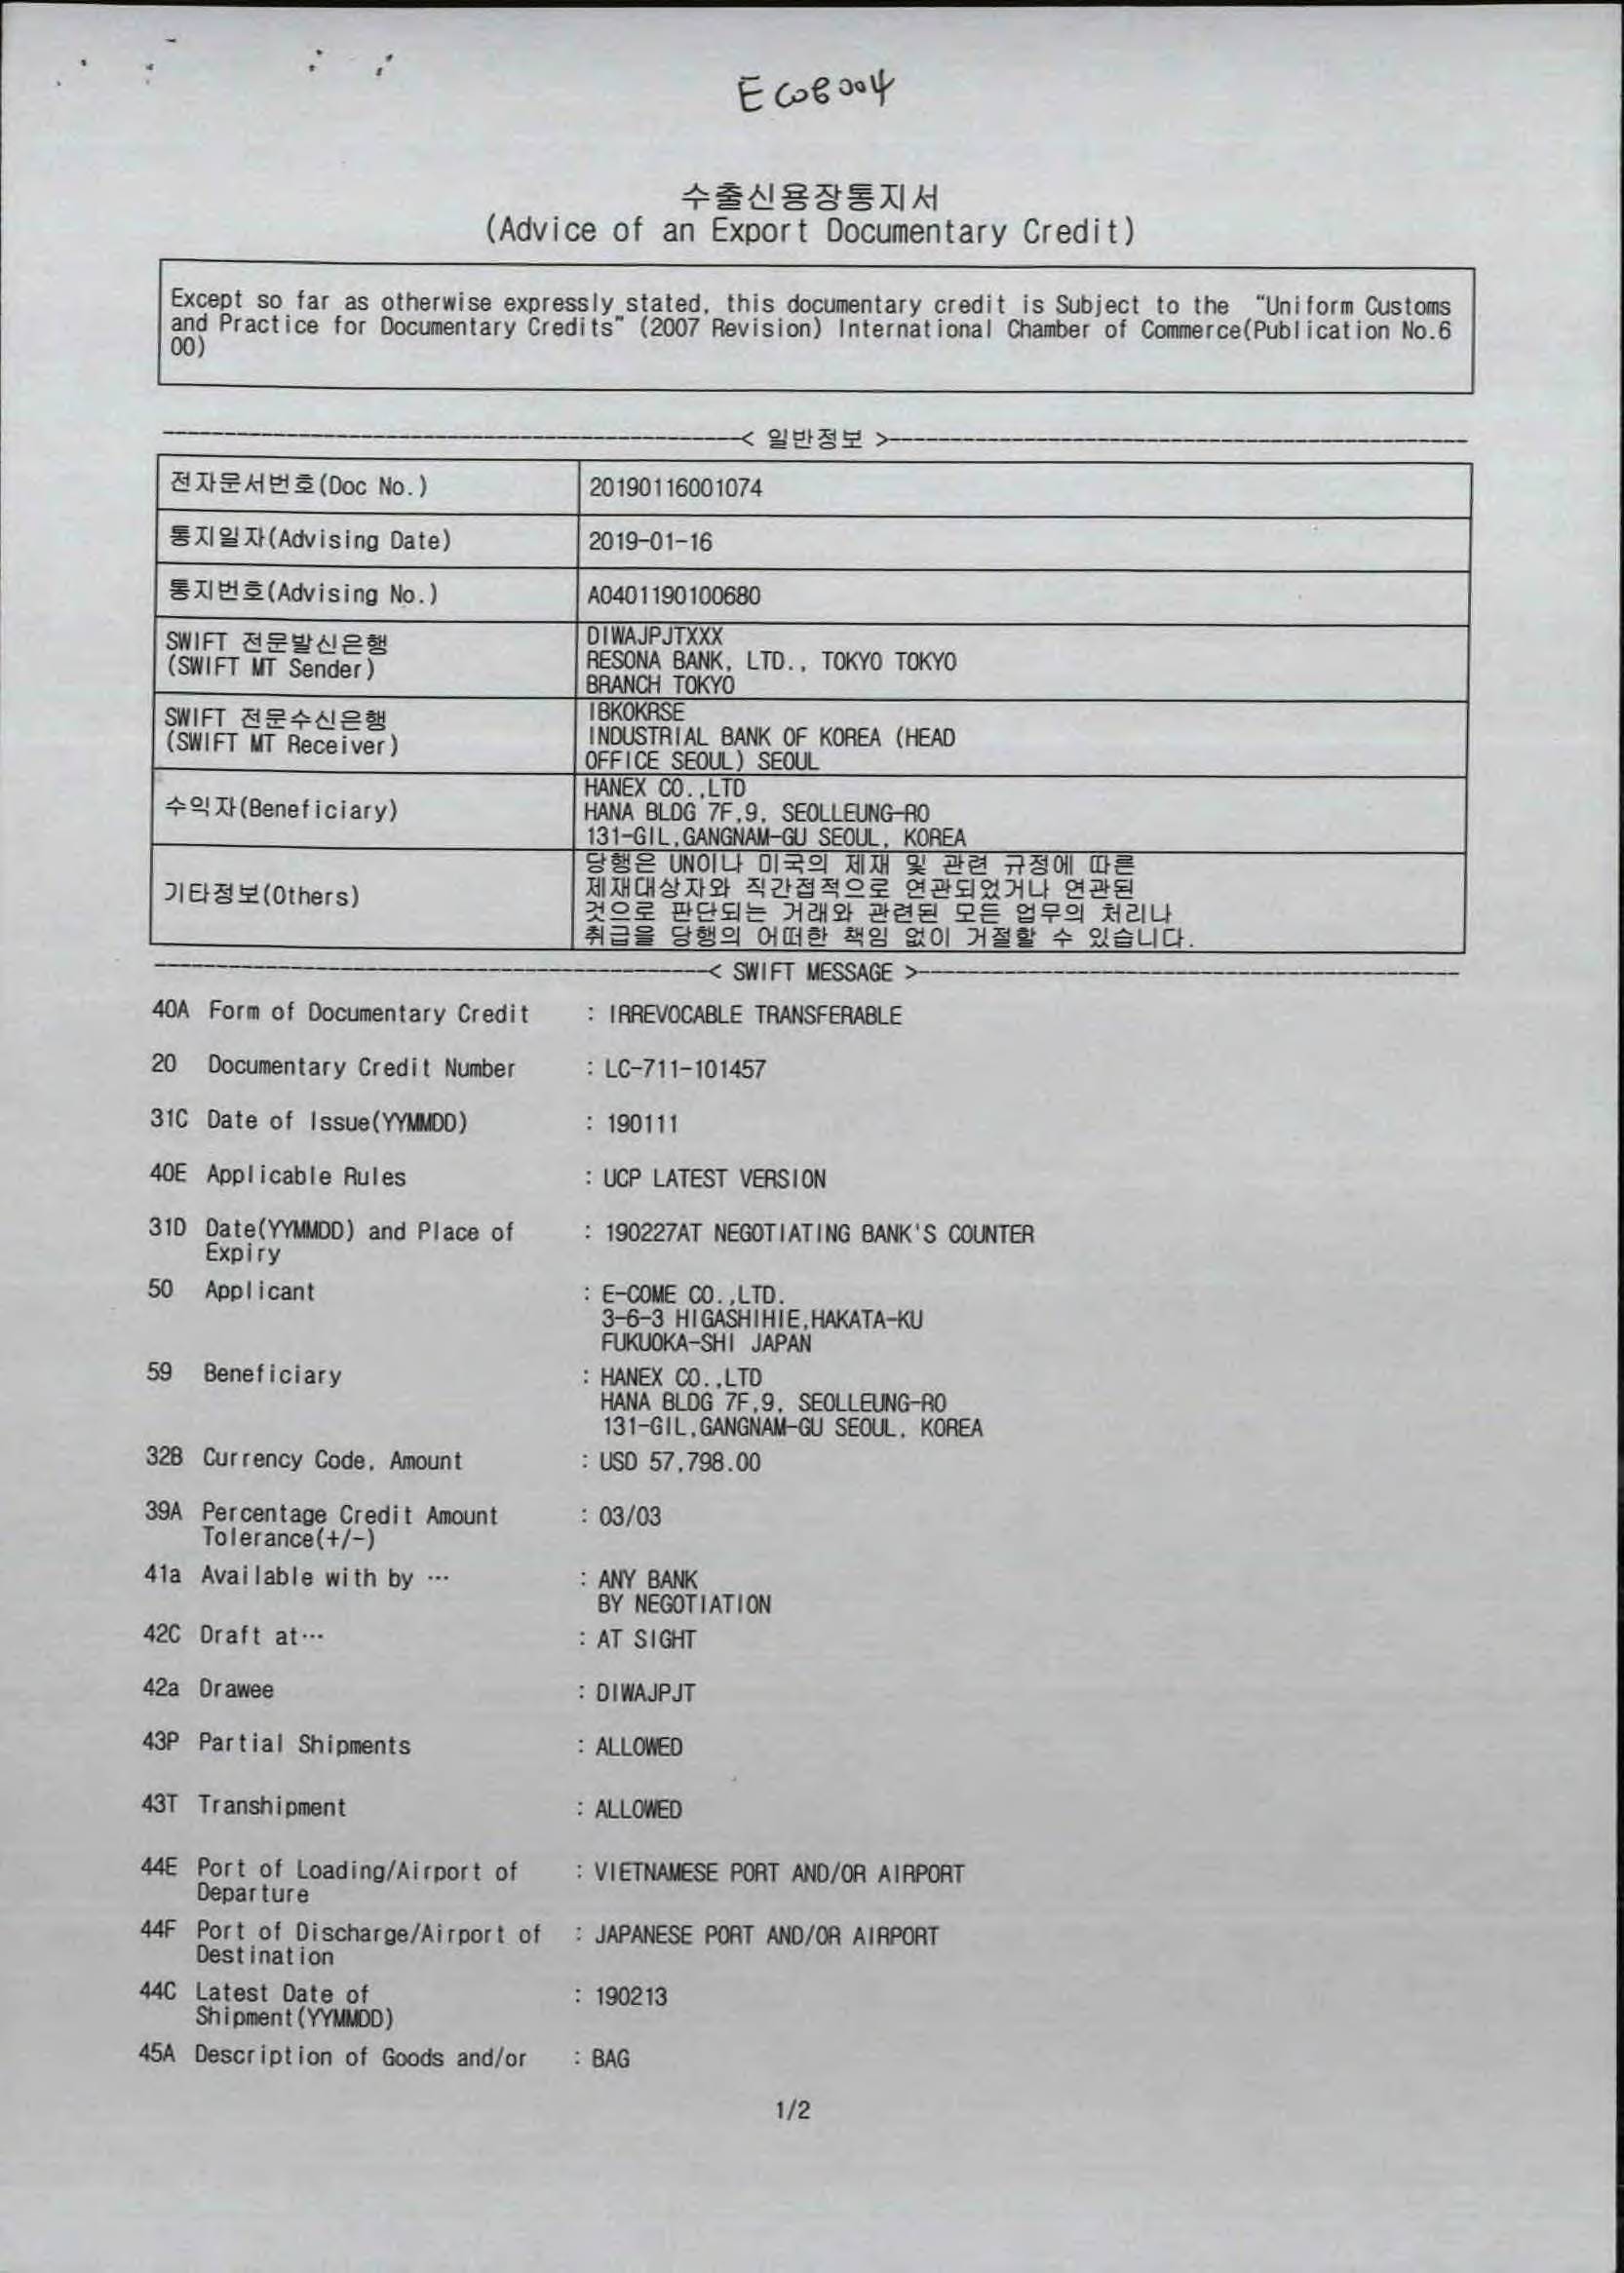 수출신용장통지서
(Advice of an Export Documentary Credit)
Except so far as otherwise expressly stated, this documentary credit is Subject to the "Uniform Customs
and Practice for Documentary Credits" (2007 Revision) International Chamber of Commerce(Publication No.6
00)
< 일반정보 >
전자문서번호(Doc No.) 20190116001074
통지일자(Advising Date) 2019-01-16
통지번호(Advising No.) A0401190100680
SWIFT 전문발신은행
(SWIFT MT Sender)
DIWAJPJTXXX
RESONA BANK, LTD., TOKYO TOKYO
BRANCH TOKYO
SWIFT 전문수신은행
(SWIFT MT Receiver)
IBKOKRSE
INDUSTRIAL BANK OF KOREA (HEAD
OFFICE SEOUL) SEOUL
수익자(Beneficiary)
HANEX CO.,LTD
HANA BLDG 7F,9, SEOLLEUNG-RO
131-GIL,GANGNAM-GU SEOUL, KOREA
기타정보(Others)
당행은 UN이나 미국의 제재 및 관련 규정에 따른
제재대상자와 직간접적으로 연관되었거나 연관된
것으로 판단되는 거래와 관련된 모든 업무의 처리나
취급을 당행의 어떠한 책임 없이 거절할 수 있습니다.
< SWIFT MESSAGE >
40A Form of Documentary Credit : IRREVOCABLE TRANSFERABLE
20 Documentary Credit Number : LC-711-101457
31C Date of Issue(YYMMDD) : 190111
40E Applicable Rules : UCP LATEST VERSION
31D Date(YYMMDD) and Place of : 190227AT NEGOTIATING BANK'S COUNTER
Expiry
50 Applicant : E-COME CO.,LTD.
3-6-3 HIGASHIHIE,HAKATA-KU
FUKUOKA-SHI JAPAN
59 Beneficiary : HANEX CO.,LTD
HANA BLDG 7F,9, SEOLLEUNG-RO
131-GIL,GANGNAM-GU SEOUL, KOREA
32B Currency Code, Amount : USD 57,798.00
39A Percentage Credit Amount : 03/03
Tolerance(+/-)
41a Available with by … : ANY BANK
BY NEGOTIATION
42C Draft at… : AT SIGHT
42a Drawee : DIWAJPJT
43P Partial Shipments : ALLOWED
43T Transhipment : ALLOWED
44E Port of Loading/Airport of : VIETNAMESE PORT AND/OR AIRPORT
Departure
44F Port of Discharge/Airport of : JAPANESE PORT AND/OR AIRPORT
Destination
44C Latest Date of : 190213
Shipment(YYMMDD)
45A Description of Goods and/or : BAG
1/2